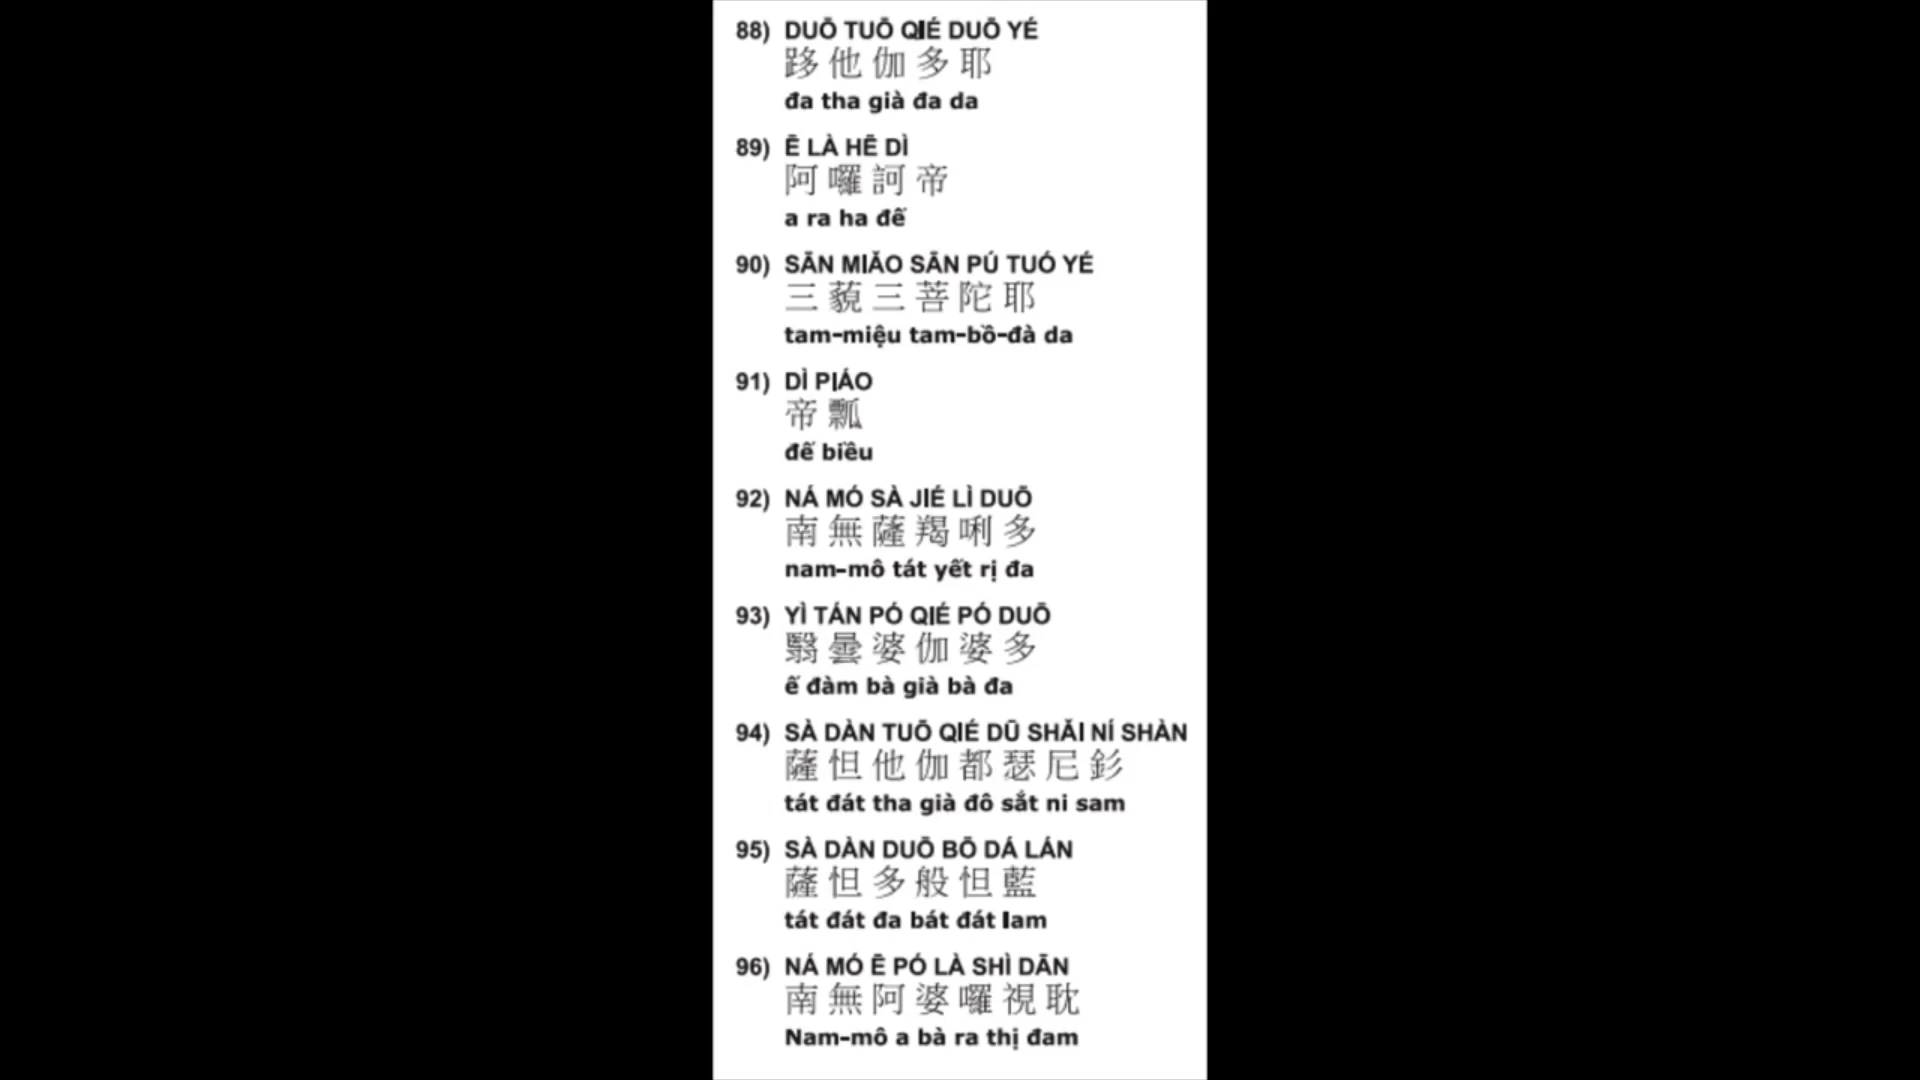 88) DUŌ TUŌ QIÉ DUŌ YÉ
跢 他 伽 多 耶
đa tha già đa da
89) Ē LÀ HĒ DÌ
阿 囉 訶 帝
a ra ha đế
90) SĀN MIǍO SĀN PÚ TUÓ YÉ
三 藐 三 菩 陀 耶
tam-miệu tam-bồ-đà da
91) DÌ PIÁO
帝 瓢
đế biều
92) NÁ MÓ SÀ JIÉ LÌ DUŌ
南 無 薩 羯 唎 多
nam-mô tát yết rị đa
93) YÌ TÁN PÓ QIÉ PÓ DUŌ
翳 曇 婆 伽 婆 多
ế đàm bà già bà đa
94) SÀ DÀN TUŌ QIÉ DŪ SHǍI NÍ SHÀN
薩 怛 他 伽 都 瑟 尼 釤
tát đát tha già đô sắt ni sam
95) SÀ DÀN DUŌ BŌ DÁ LÁN
薩 怛 多 般 怛 藍
tát đát đa bát đát lam
96) NÁ MÓ Ē PÓ LÀ SHÌ DĀN
南 無 阿 婆 囉 視 耽
Nam-mô a bà ra thị đam